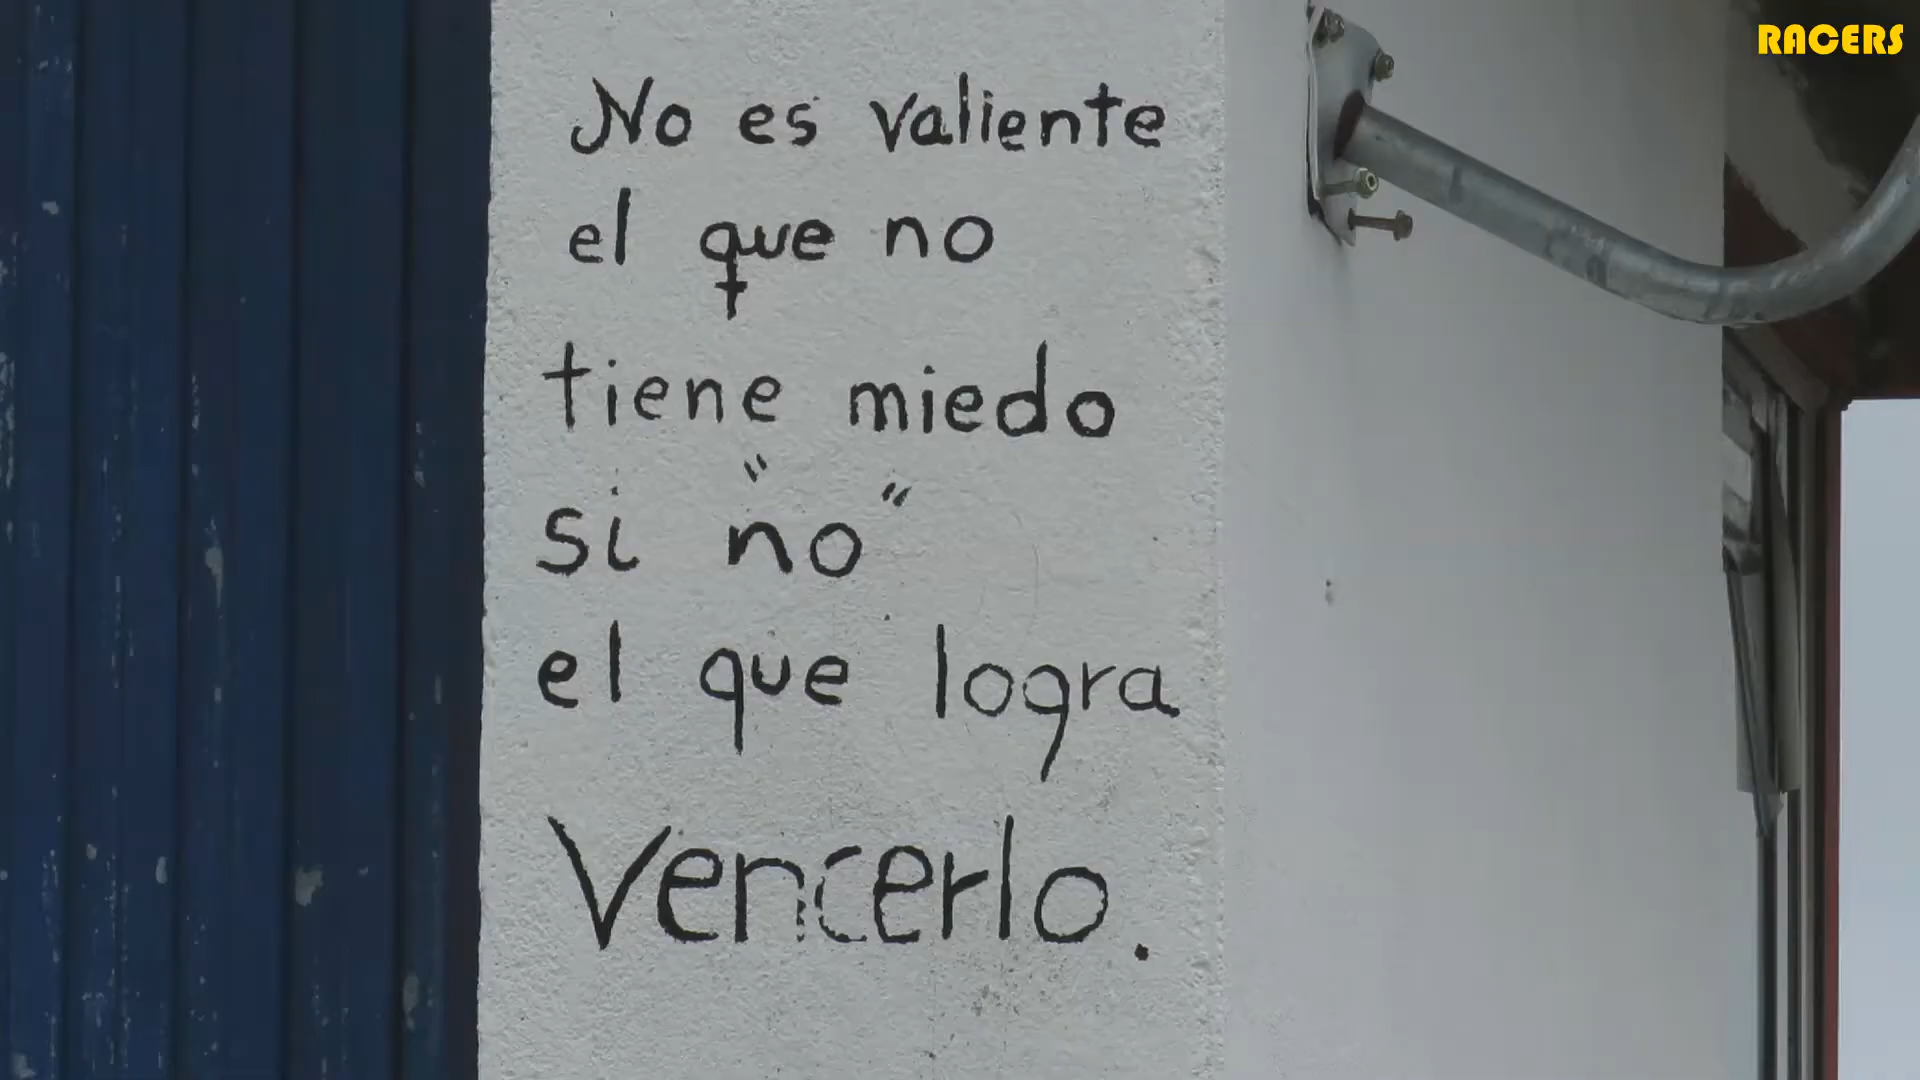 RACERS
No es valiente
el que no
tiene miedo
si "no"
el que logra
Vencerlo.